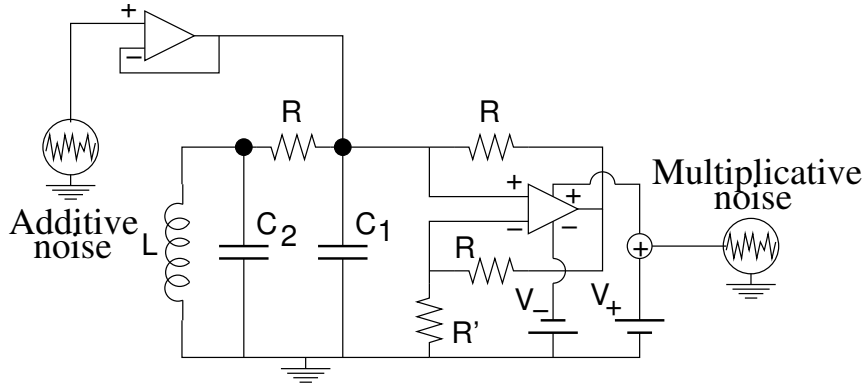 +
−
R
R
Multiplicative
noise
+
+
−
−
+
Additive
noise
L
C2
C1
R
V−
V+
R'